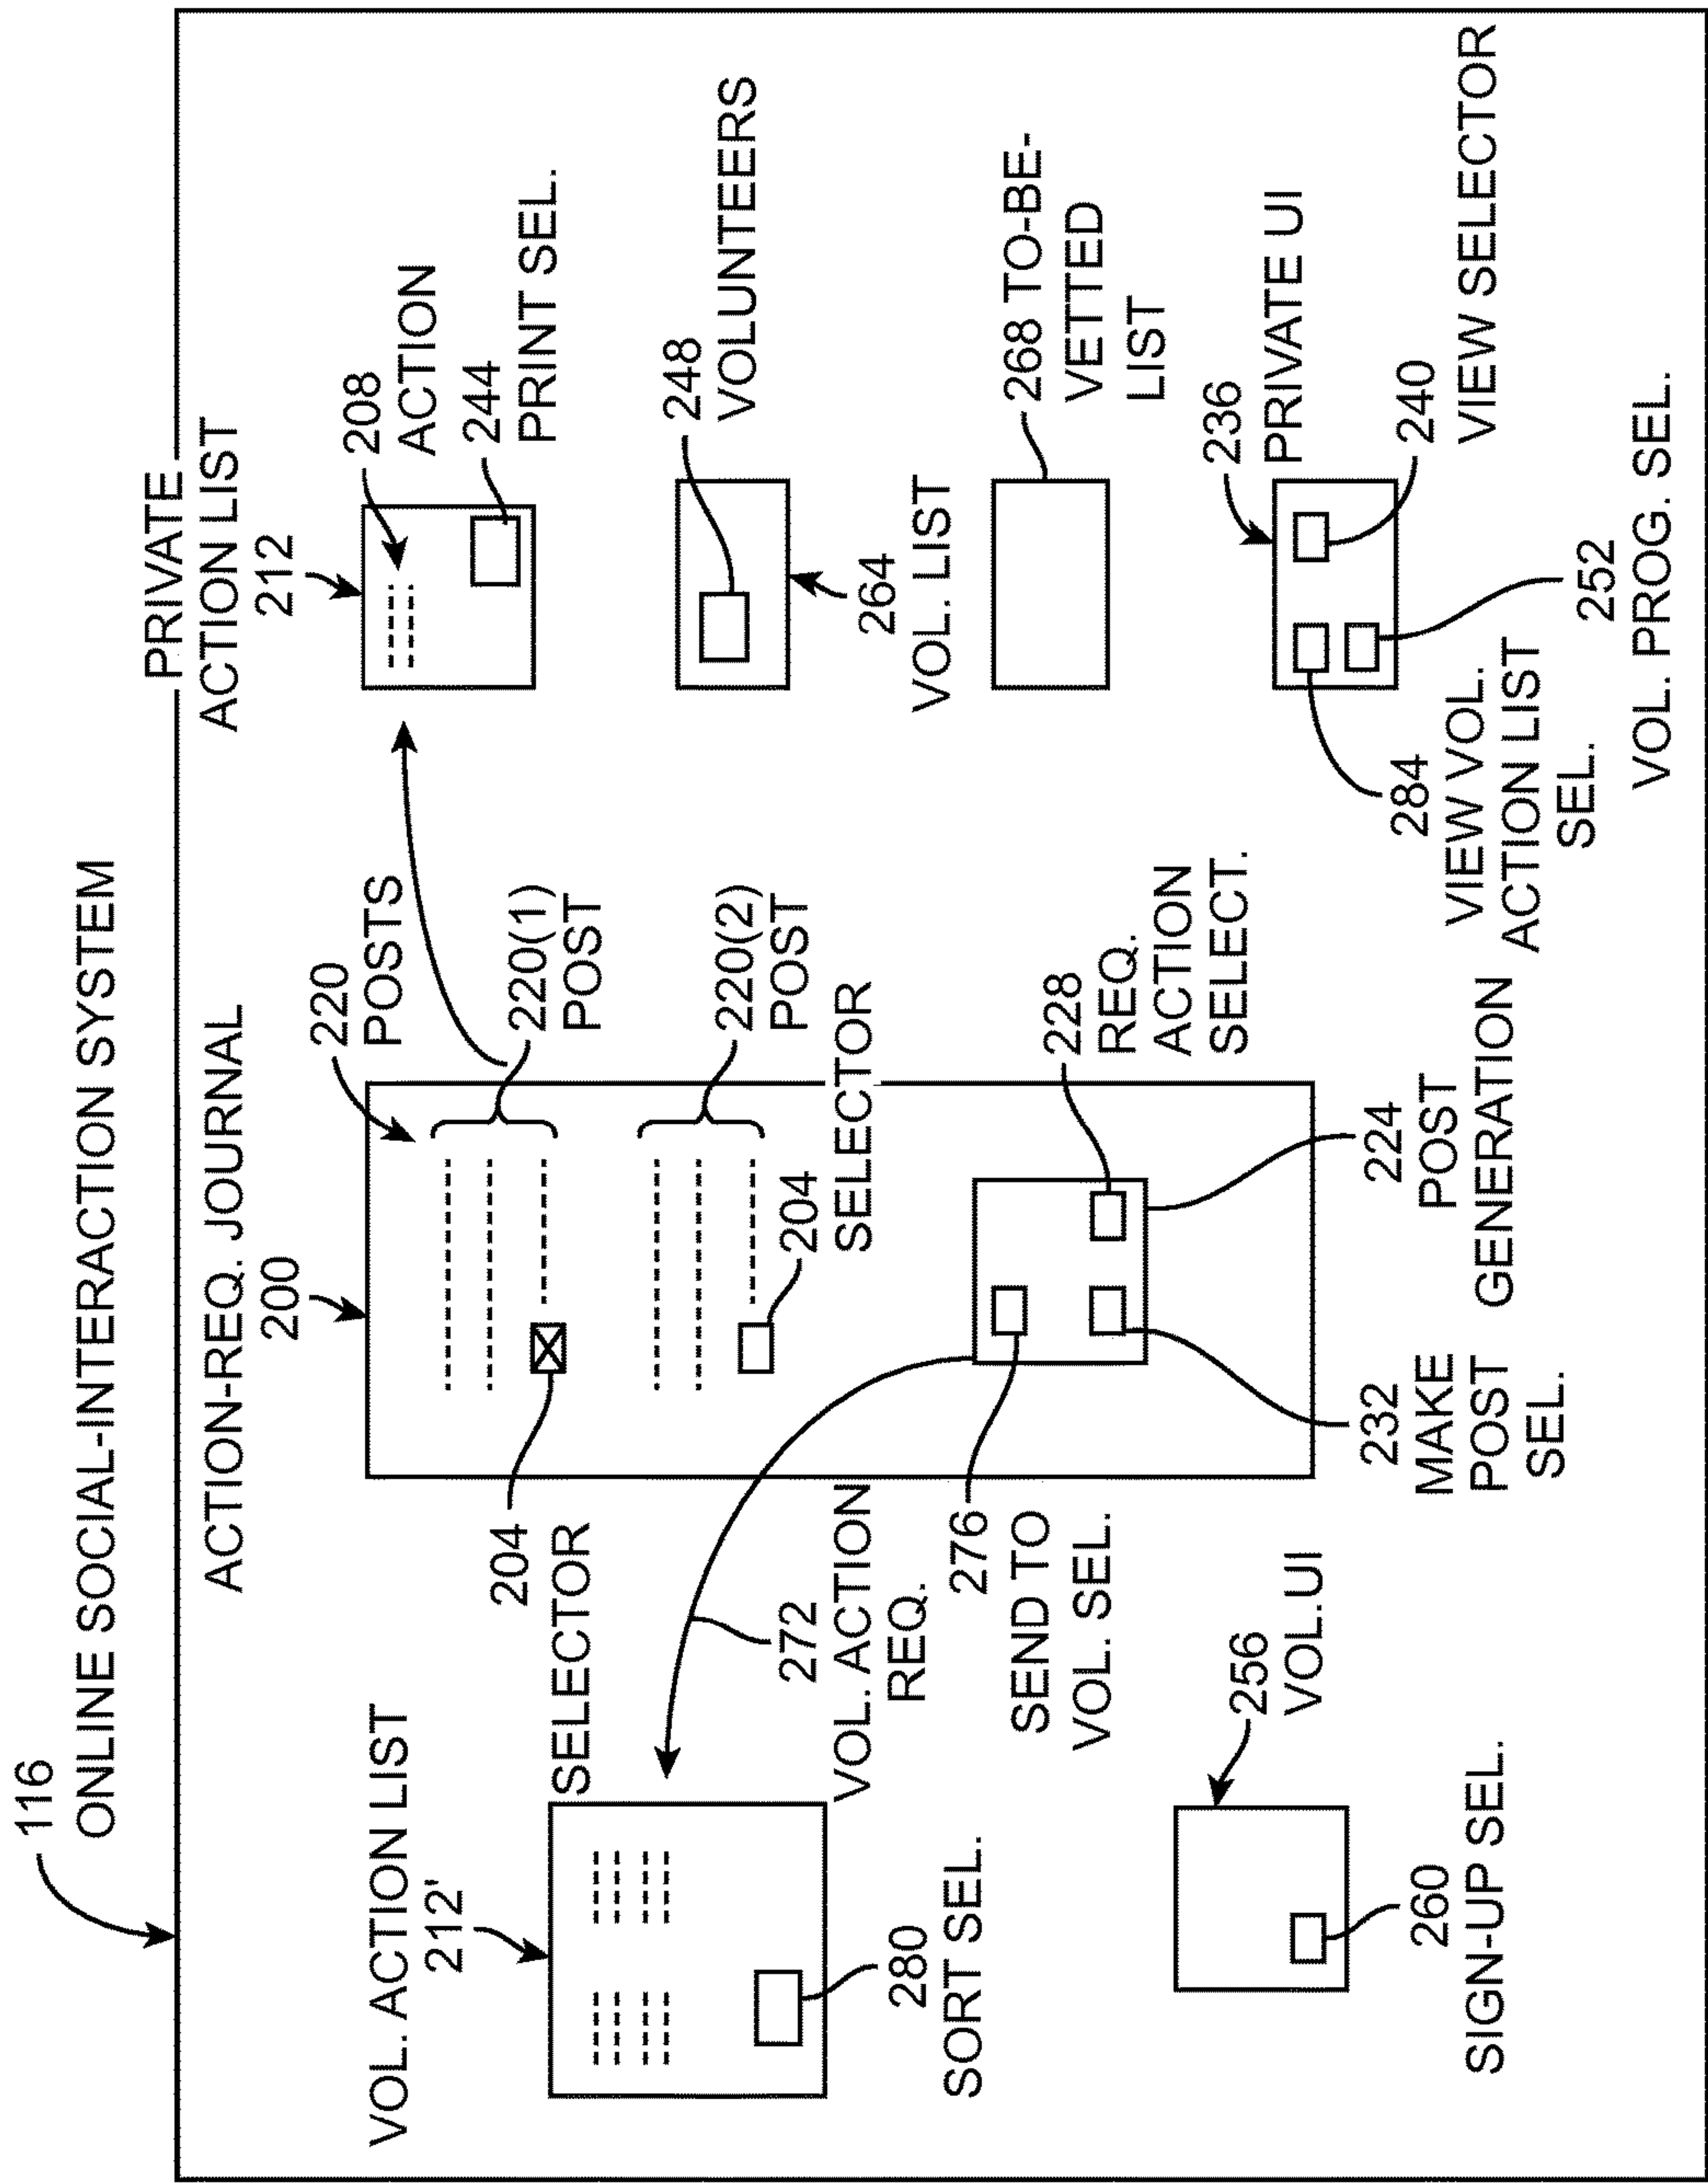 116
ONLINE SOCIAL-INTERACTION SYSTEM
VOL. ACTION LIST
212'
280
SORT SEL.
256
VOL.UI
260
SIGN-UP SEL.
ACTION-REQ. JOURNAL
200
204
SELECTOR
220
POSTS
220(1)
POST
220(2)
POST
204
SELECTOR
272
VOL. ACTION
REQ.
276
SEND TO
VOL. SEL.
228
REQ.
ACTION
SELECT.
232
MAKE
POST
SEL.
224
POST
GENERATION
PRIVATE
ACTION LIST
212
208
ACTION
244
PRINT SEL.
248
VOLUNTEERS
264
VOL. LIST
268 TO-BE-
VETTED
LIST
236
PRIVATE UI
240
VIEW SELECTOR
284
VIEW VOL.
ACTION LIST
SEL.
252
VOL. PROG. SEL.